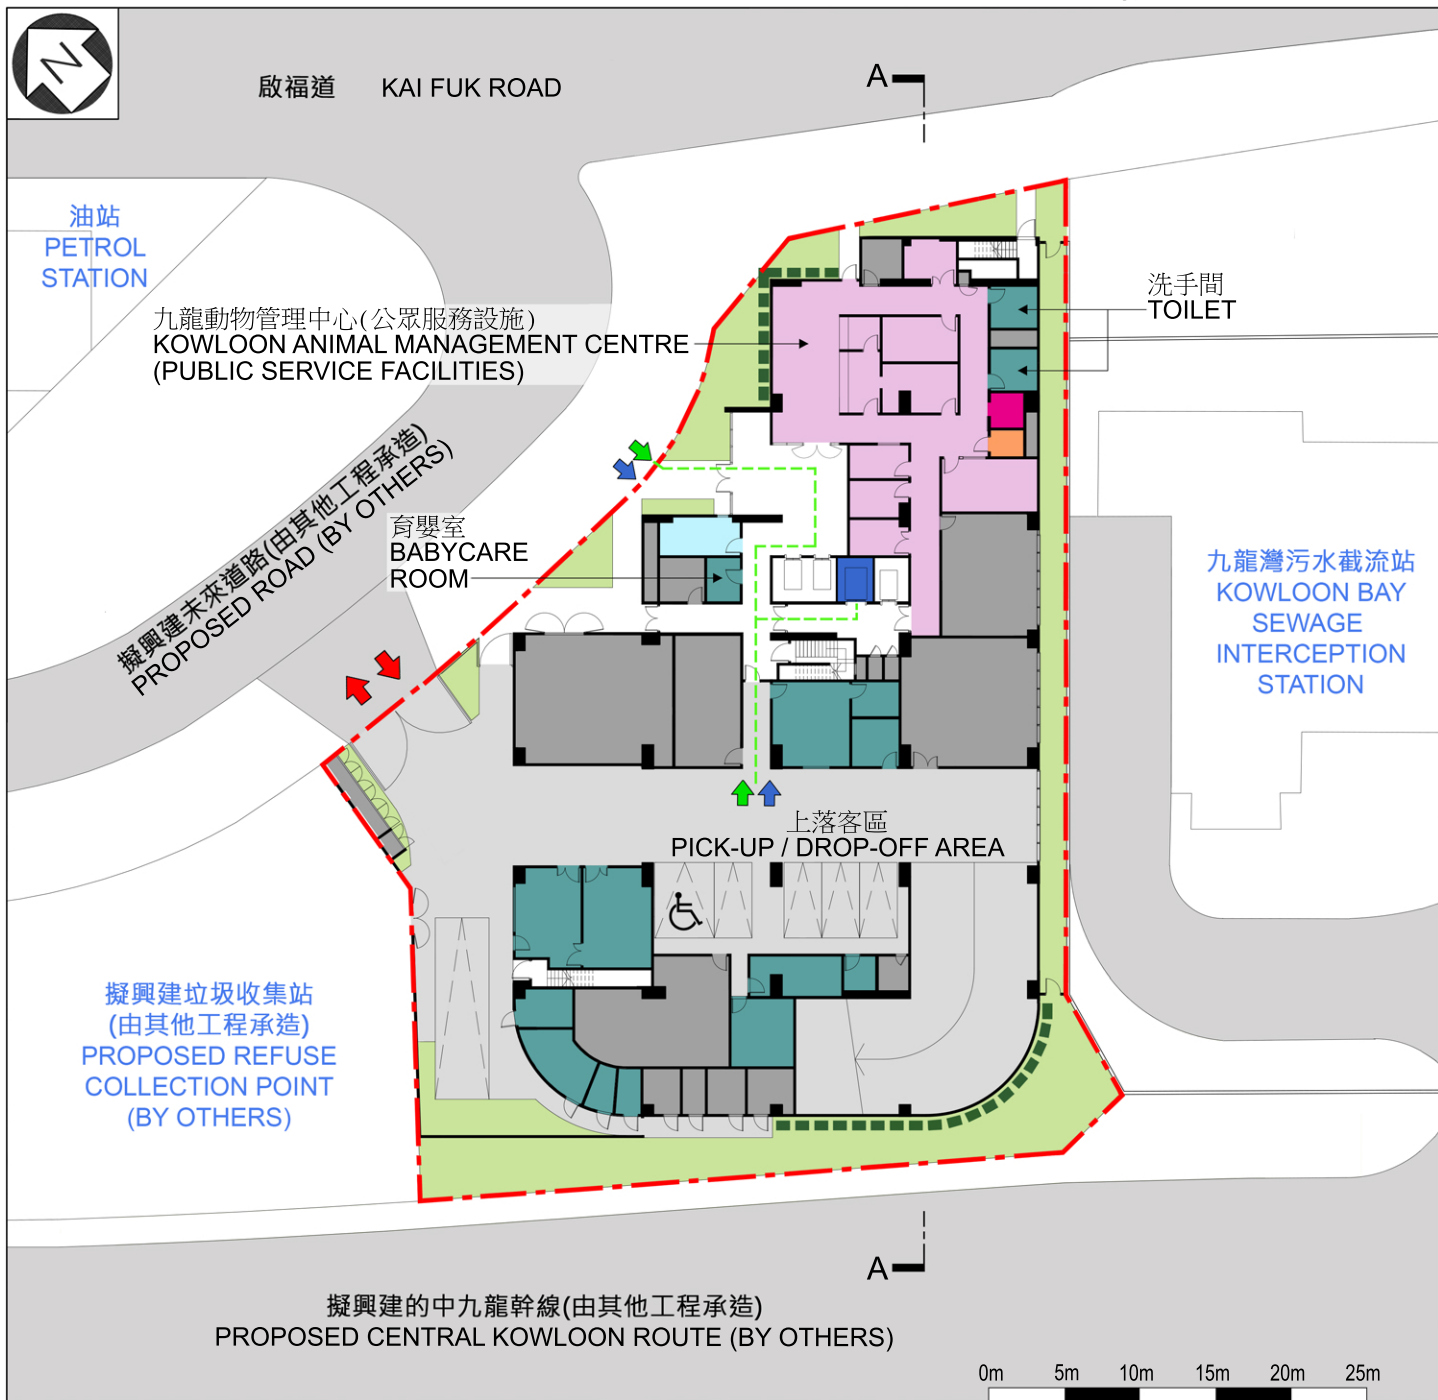 N
啟福道 KAI FUK ROAD
A
油站
PETROL
STATION
洗手間
TOILET
九龍動物管理中心(公眾服務設施)
KOWLOON ANIMAL MANAGEMENT CENTRE
(PUBLIC SERVICE FACILITIES)
擬興建未來道路(由其他工程承造)
PROPOSED ROAD (BY OTHERS)
育嬰室
BABYCARE
ROOM
九龍灣污水截流站
KOWLOON BAY
SEWAGE
INTERCEPTION
STATION
上落客區
PICK-UP / DROP-OFF AREA
擬興建垃圾收集站
(由其他工程承造)
PROPOSED REFUSE
COLLECTION POINT
(BY OTHERS)
A
擬興建的中九龍幹線(由其他工程承造)
PROPOSED CENTRAL KOWLOON ROUTE (BY OTHERS)
0m 5m 10m 15m 20m 25m